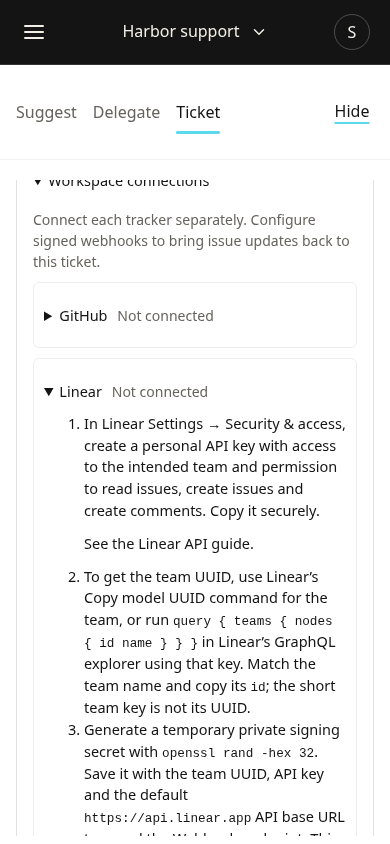 Harbor support
S
Suggest Delegate Ticket Hide
Workspace connections
Connect each tracker separately. Configure
signed webhooks to bring issue updates back to
this ticket.
GitHub Not connected
Linear Not connected
1. In Linear Settings → Security & access,
create a personal API key with access
to the intended team and permission
to read issues, create issues and
create comments. Copy it securely.
See the Linear API guide.
2. To get the team UUID, use Linear’s
Copy model UUID command for the
team, or run query { teams { nodes
{ id name } } } in Linear’s GraphQL
explorer using that key. Match the
team name and copy its id; the short
team key is not its UUID.
3. Generate a temporary private signing
secret with openssl rand -hex 32.
Save it with the team UUID, API key
and the default
https://api.linear.app API base URL